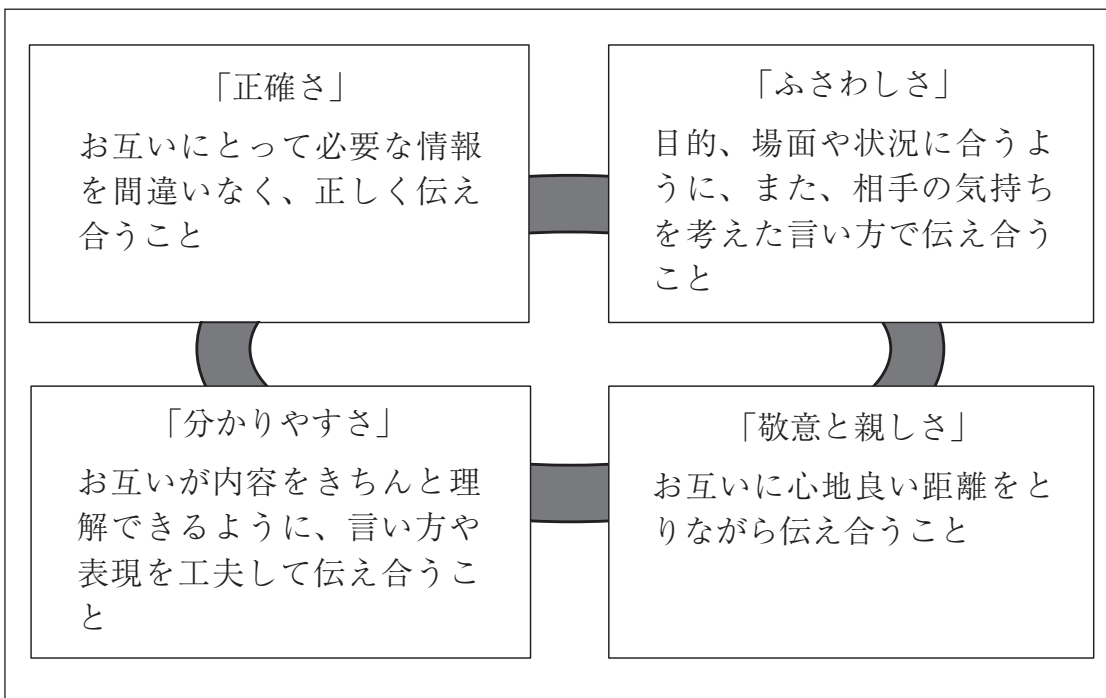 「正確さ」
お互いにとって必要な情報
を間違いなく、正しく伝え
合うこと
「ふさわしさ」
目的、場面や状況に合うよ
うに、また、相手の気持ち
を考えた言い方で伝え合う
こと
「分かりやすさ」
お互いが内容をきちんと理
解できるように、言い方や
表現を工夫して伝え合うこ
と
「敬意と親しさ」
お互いに心地良い距離をと
りながら伝え合うこと